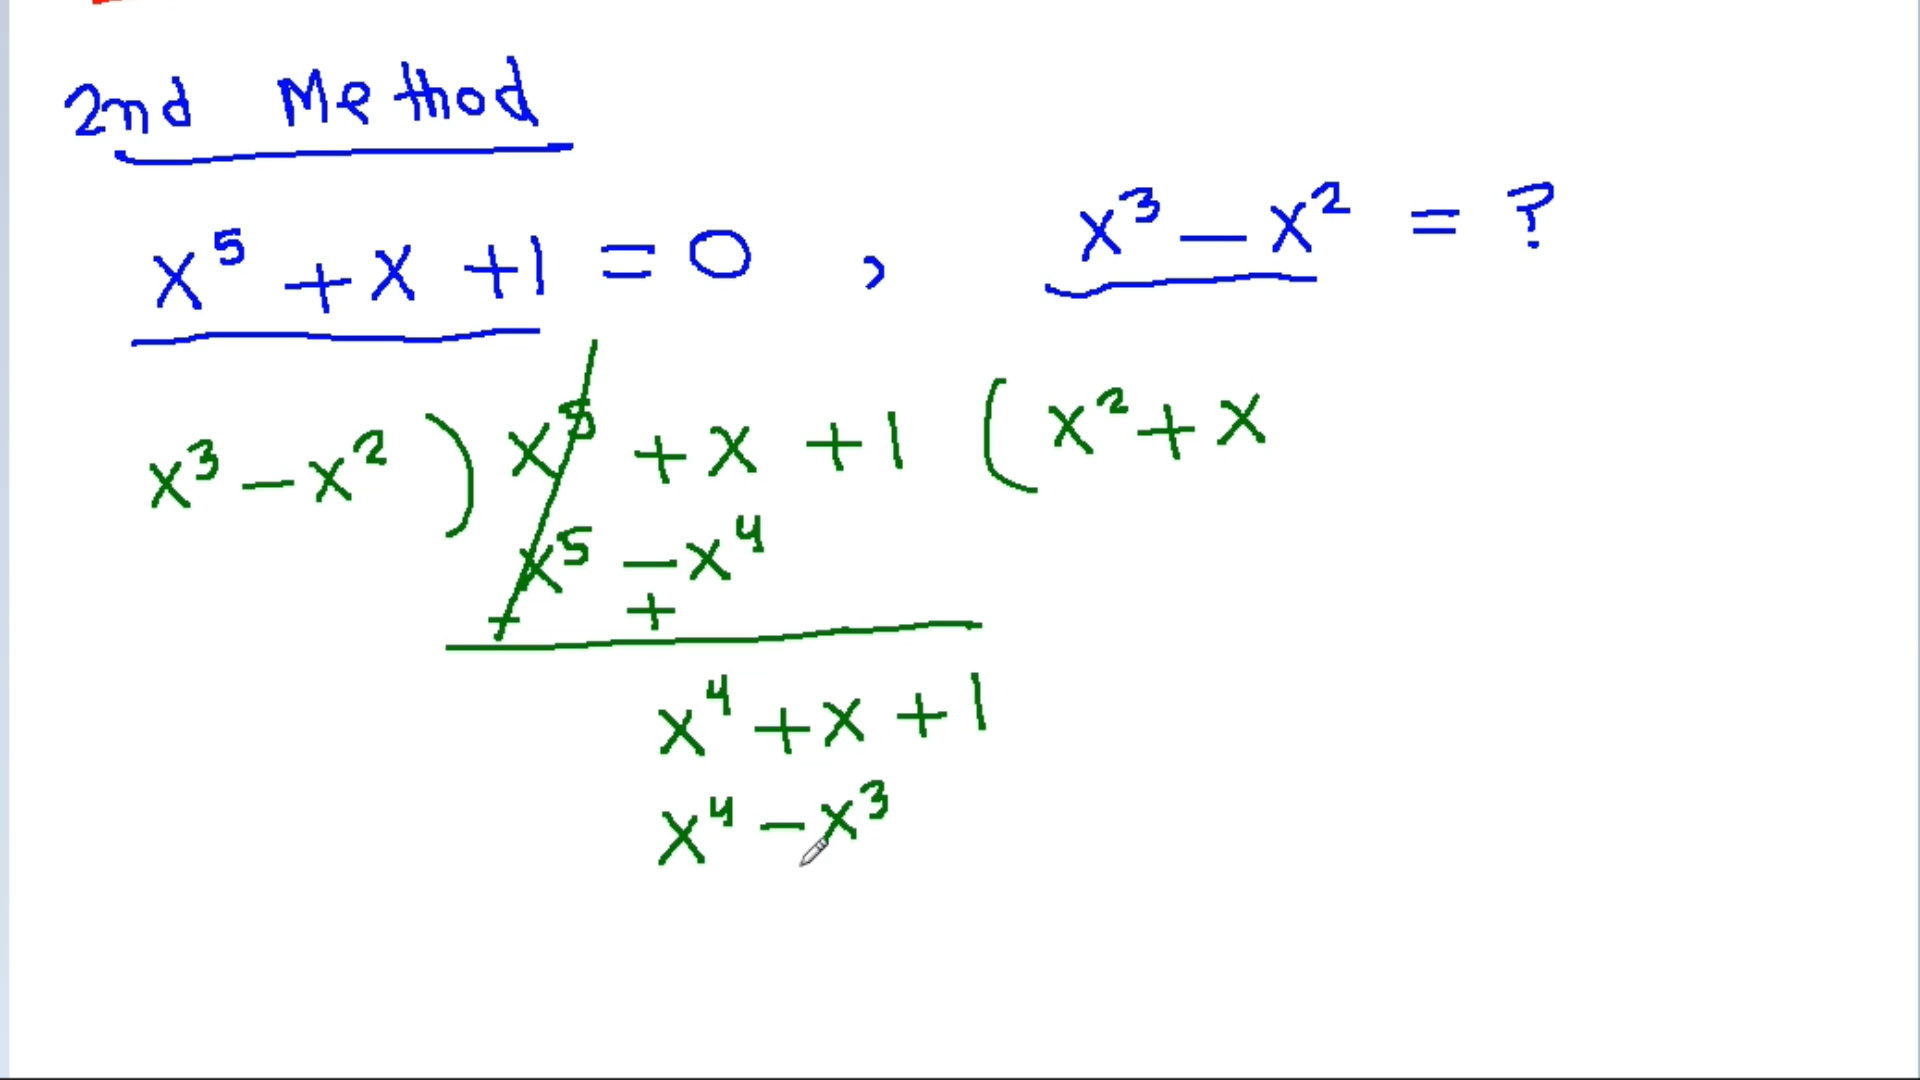 2nd Method
x⁵ + x + 1 = 0 , x³ - x² = ?
x³ - x² ) x⁵ + x + 1 ( x² + x
x⁵ - x⁴
- +
x⁴ + x + 1
x⁴ - x³